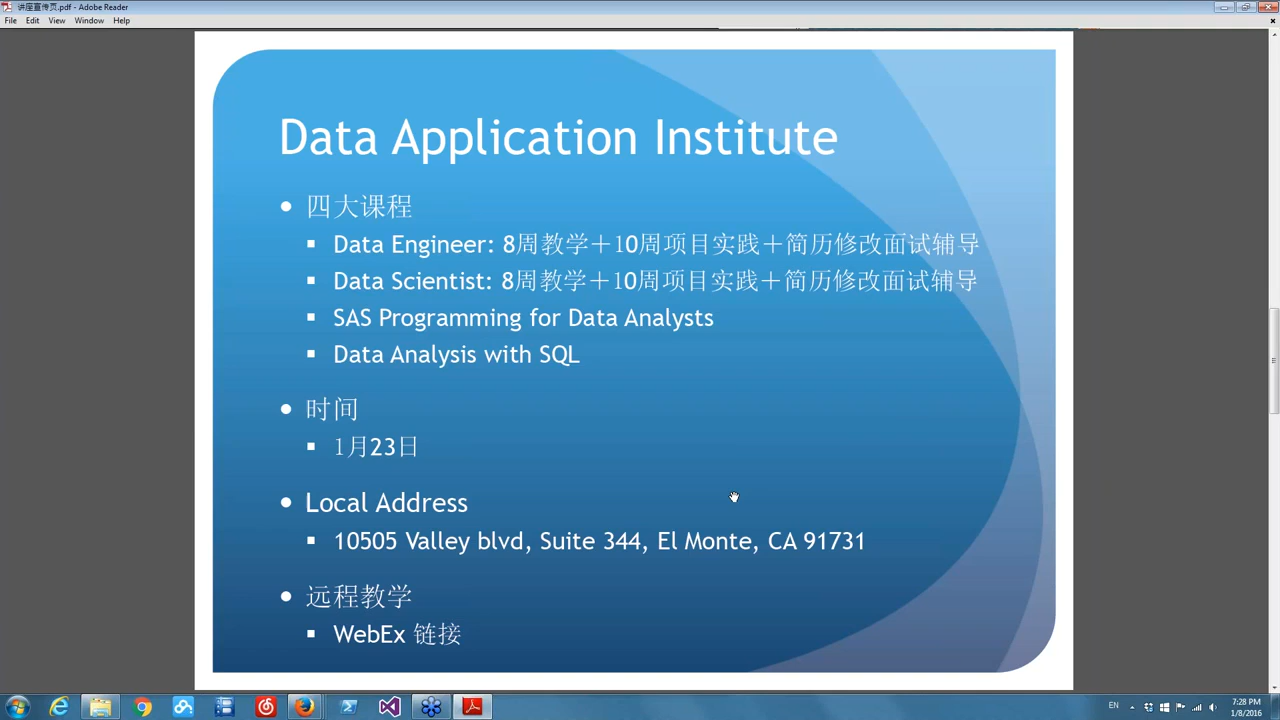 讲座宣传页.pdf - Adobe Reader
File Edit View Window Help
Data Application Institute
四大课程
Data Engineer: 8周教学＋10周项目实践＋简历修改面试辅导
Data Scientist: 8周教学＋10周项目实践＋简历修改面试辅导
SAS Programming for Data Analysts
Data Analysis with SQL
时间
1月23日
Local Address
10505 Valley blvd, Suite 344, El Monte, CA 91731
远程教学
WebEx 链接
EN
7:28 PM
1/8/2016